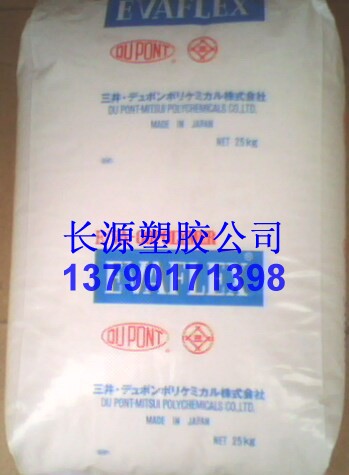 EVAFLEX
DU PONT
三井・デュポンポリケミカル株式会社
DU PONT-MITSUI POLYCHEMICALS CO.,LTD.
MADE IN JAPAN
NET 25kg
长源塑胶公司
13790171398
EVAFLEX
DU PONT
三井・デュポンポリケミカル株式会社
DU PONT-MITSUI POLYCHEMICALS CO.,LTD.
MADE IN JAPAN
NET 25kg